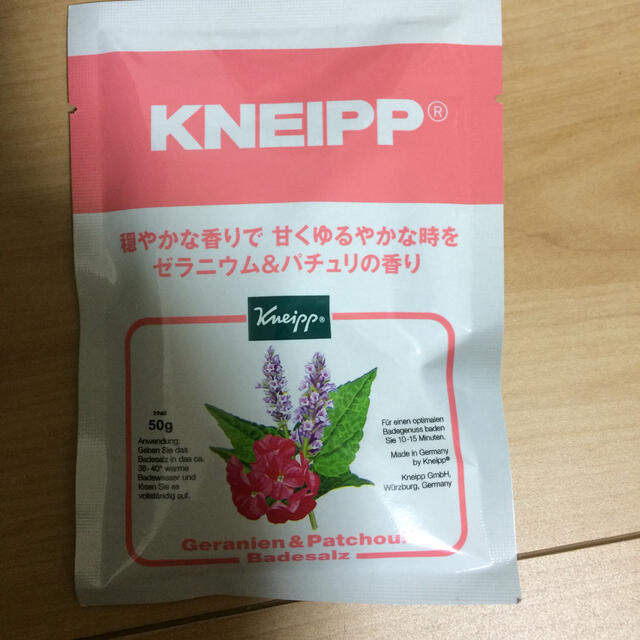 KNEIPP®
穏やかな香りで 甘くゆるやかな時を
ゼラニウム&パチュリの香り
Kneipp®
50g
Anwendung:
Geben Sie das
Badesalz in das ca.
38-40° warme
Badewasser und
lösen Sie es
vollständig auf.
Für einen optimalen
Badegenuss baden
Sie 10-15 Minuten.
Made in Germany
by Kneipp®
Kneipp GmbH,
Würzburg, Germany
Geranien & Patchouli
Badesalz